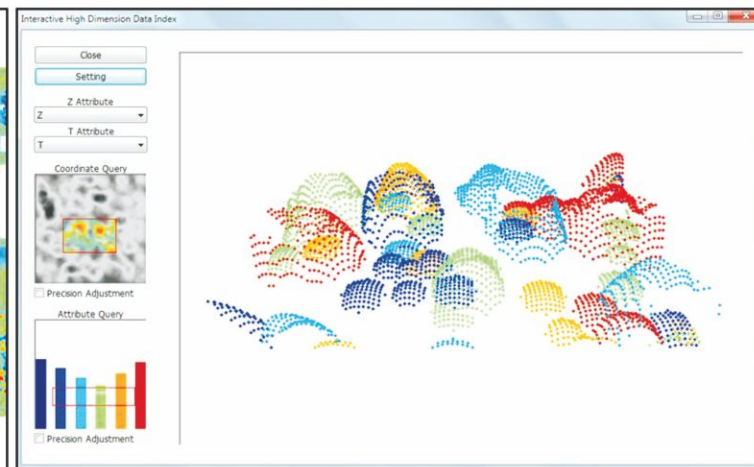 Interactive High Dimension Data Index
Close
Setting
Z Attribute
Z
T Attribute
T
Coordinate Query
Precision Adjustment
Attribute Query
Precision Adjustment